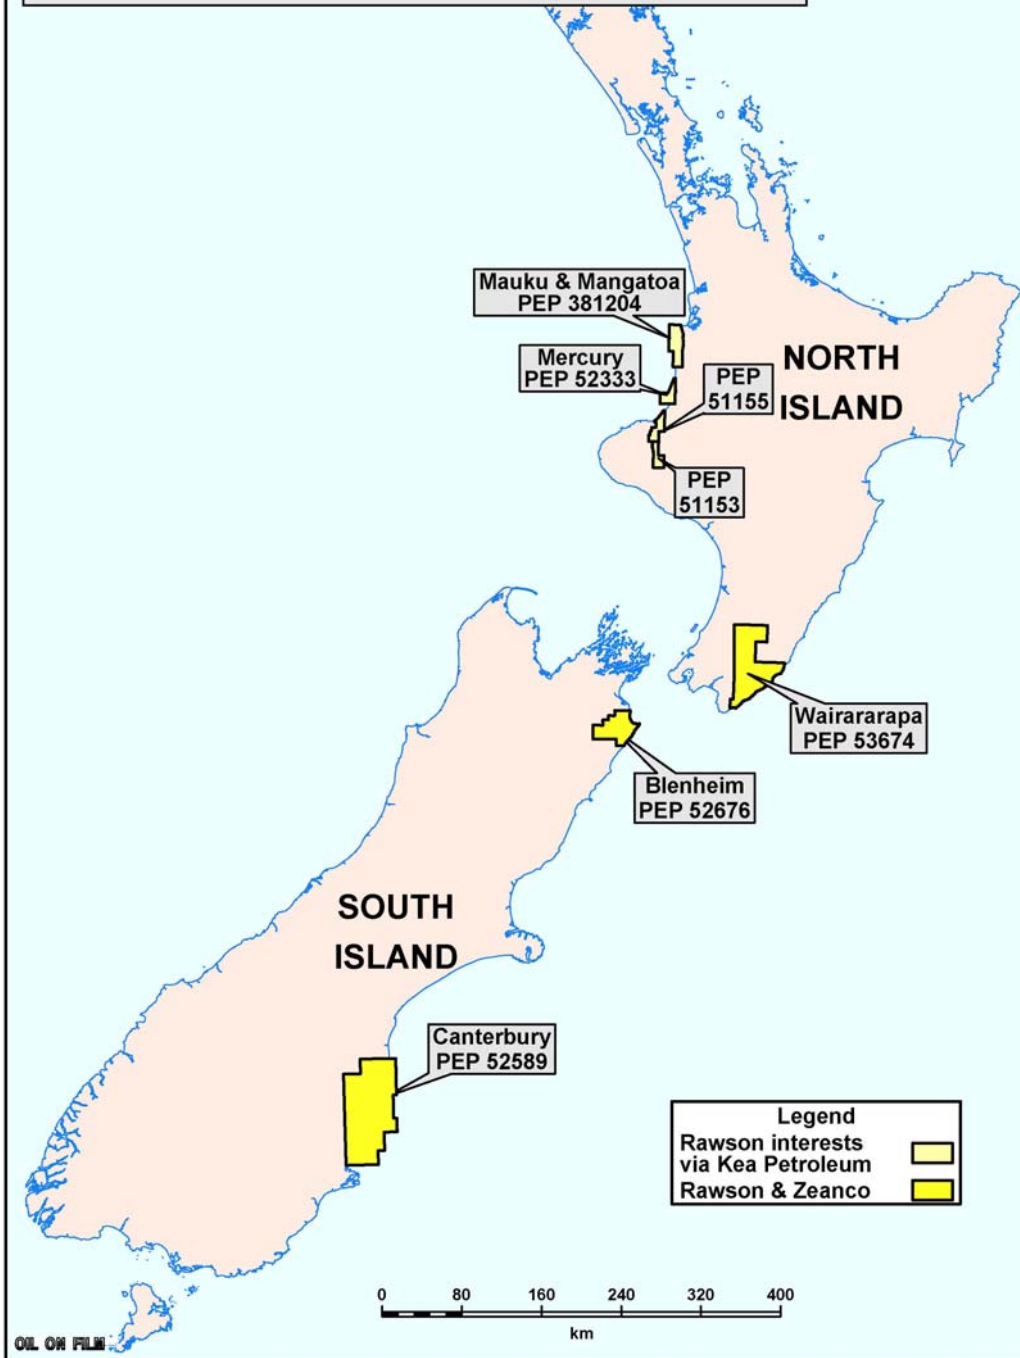 Mauku & Mangatoa
PEP 381204
Mercury
PEP 52333
PEP
51155
NORTH
ISLAND
PEP
51153
Wairararapa
PEP 53674
Blenheim
PEP 52676
SOUTH
ISLAND
Canterbury
PEP 52589
Legend
Rawson interests
via Kea Petroleum
Rawson & Zeanco
0 80 160 240 320 400
km
OIL ON FILM